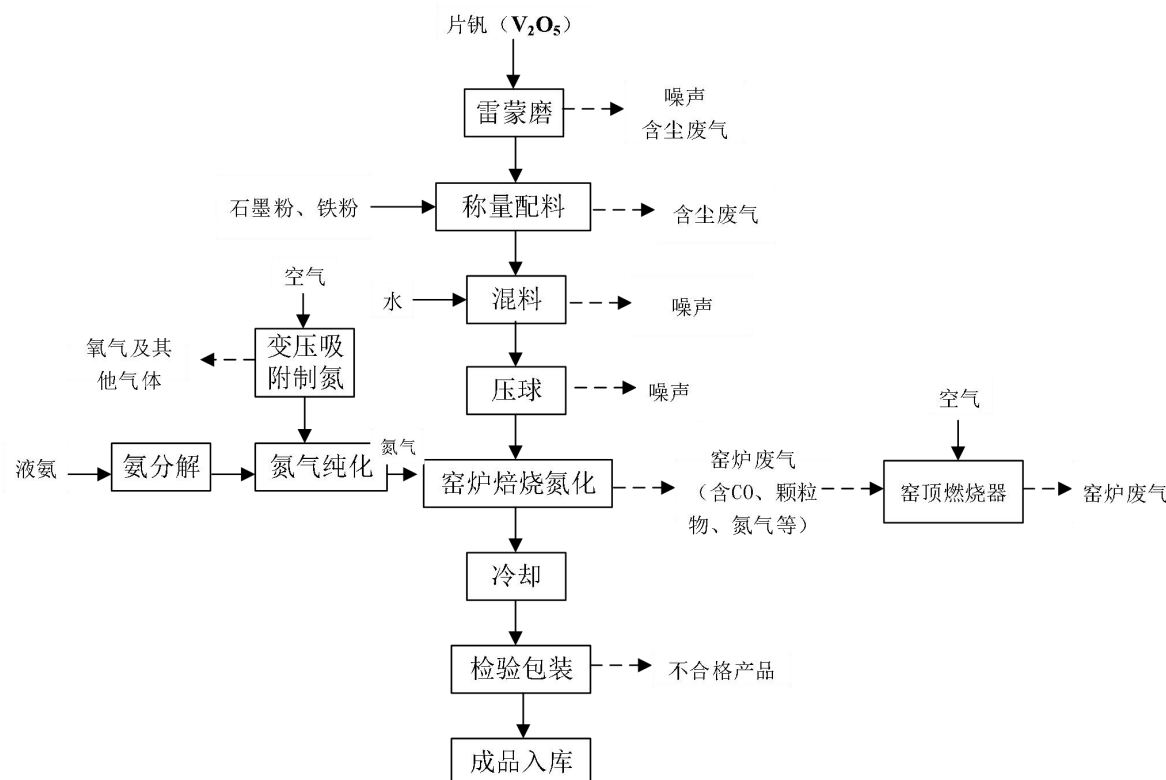 片钒（V₂O₅）
雷蒙磨
噪声
含尘废气
石墨粉、铁粉
称量配料
含尘废气
空气
水
混料
噪声
氧气及其
他气体
变压吸
附制氮
压球
噪声
空气
液氨
氨分解
氮气纯化
氮气
窑炉焙烧氮化
窑炉废气
（含CO、颗粒
物、氮气等）
窑顶燃烧器
窑炉废气
冷却
检验包装
不合格产品
成品入库